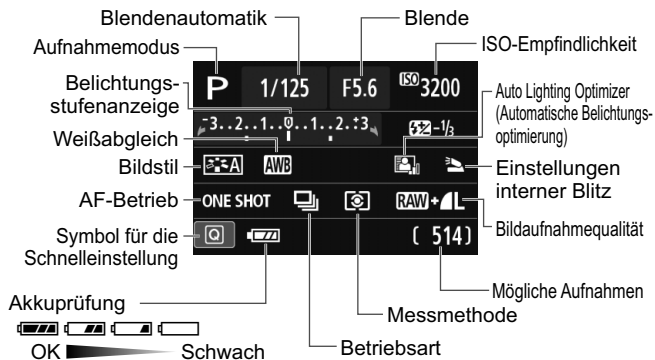 Blendenautomatik
Blende
Aufnahmemodus
ISO-Empfindlichkeit
P 1/125 F5.6 ISO 3200
Belichtungs-
stufenanzeige
-3..2..1..0..1..2.+3
-1/3
Auto Lighting Optimizer
(Automatische Belichtungs-
optimierung)
Weißabgleich
Bildstil
A AWB
Einstellungen
interner Blitz
AF-Betrieb
ONE SHOT RAW+L
Bildaufnahmequalität
Symbol für die
Schnelleinstellung
Q [ 514]
Akkuprüfung
Mögliche Aufnahmen
Messmethode
OK Schwach
Betriebsart